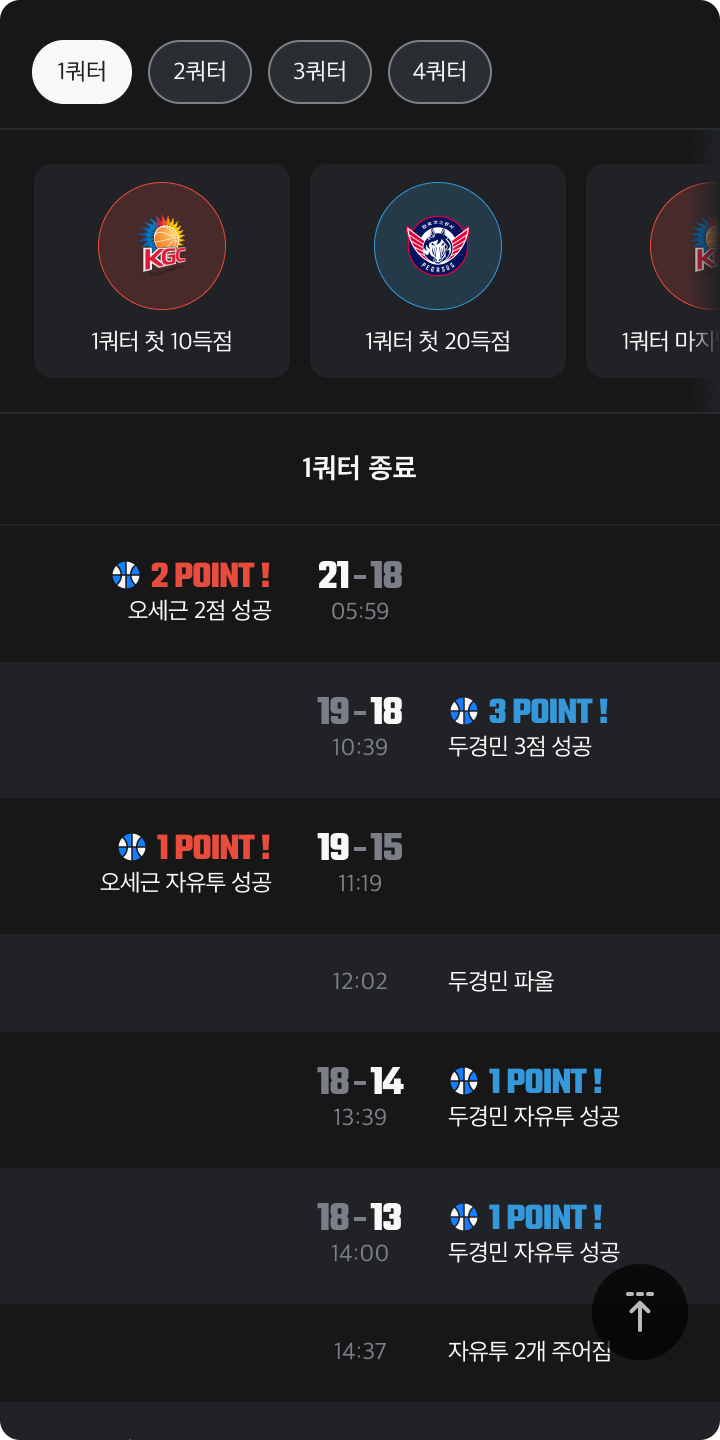 1쿼터 2쿼터 3쿼터 4쿼터
KGC
PEGASUS
1쿼터 첫 10득점
1쿼터 첫 20득점
1쿼터
1쿼터 종료
2 POINT ! 21-18
오세근 2점 성공 05:59
19-18 3 POINT !
10:39 두경민 3점 성공
1 POINT ! 19-15
오세근 자유투 성공 11:19
12:02 두경민 파울
18-14 1 POINT !
13:39 두경민 자유투 성공
18-13 1 POINT !
14:00 두경민 자유투 성공
14:37 자유투 2개 주어짐